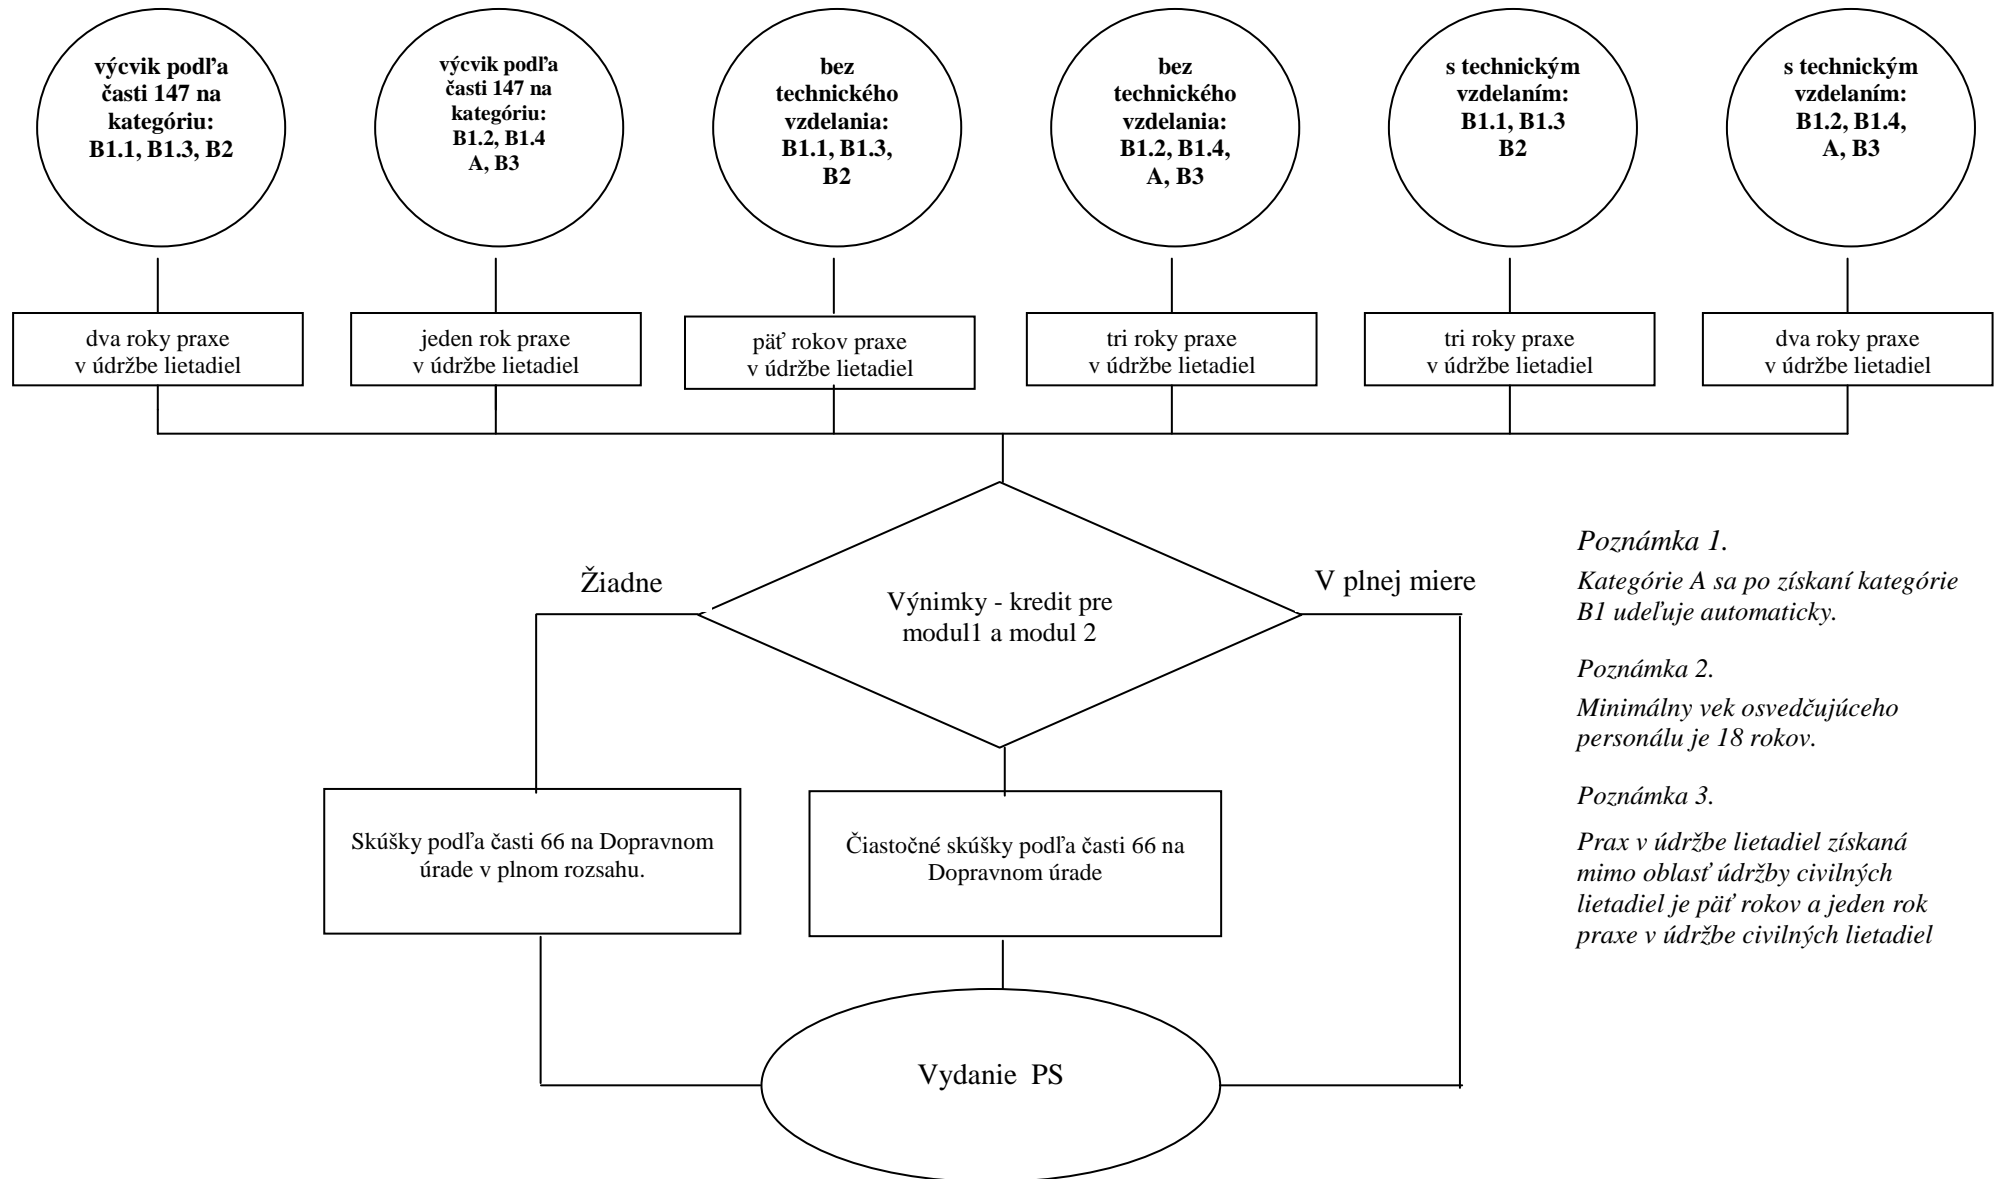 výcvik podľa
časti 147 na
kategóriu:
B1.1, B1.3, B2
výcvik podľa
časti 147 na
kategóriu:
B1.2, B1.4
A, B3
bez
technického
vzdelania:
B1.1, B1.3,
B2
bez
technického
vzdelania:
B1.2, B1.4,
A, B3
s technickým
vzdelaním:
B1.1, B1.3
B2
s technickým
vzdelaním:
B1.2, B1.4,
A, B3
dva roky praxe
v údržbe lietadiel
jeden rok praxe
v údržbe lietadiel
päť rokov praxe
v údržbe lietadiel
tri roky praxe
v údržbe lietadiel
tri roky praxe
v údržbe lietadiel
dva roky praxe
v údržbe lietadiel
Žiadne
Výnimky - kredit pre
modul1 a modul 2
V plnej miere
Skúšky podľa časti 66 na Dopravnom
úrade v plnom rozsahu.
Čiastočné skúšky podľa časti 66 na
Dopravnom úrade
Vydanie PS
Poznámka 1.
Kategórie A sa po získaní kategórie
B1 udeľuje automaticky.
Poznámka 2.
Minimálny vek osvedčujúceho
personálu je 18 rokov.
Poznámka 3.
Prax v údržbe lietadiel získaná
mimo oblasť údržby civilných
lietadiel je päť rokov a jeden rok
praxe v údržbe civilných lietadiel